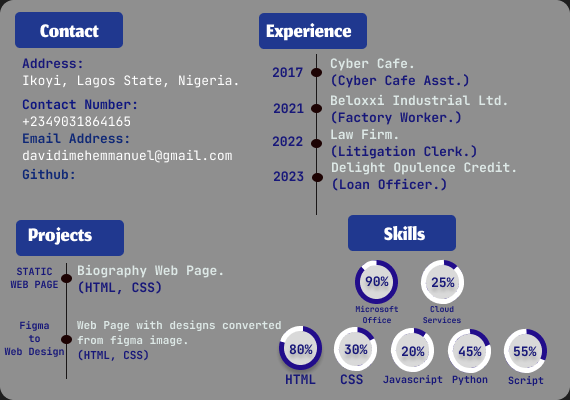 Contact
Address:
Ikoyi, Lagos State, Nigeria.
Contact Number:
+2349031864165
Email Address:
davidimehemmanuel@gmail.com
Github:
Experience
2017
Cyber Cafe.
(Cyber Cafe Asst.)
2021
Beloxxi Industrial Ltd.
(Factory Worker.)
2022
Law Firm.
(Litigation Clerk.)
2023
Delight Opulence Credit.
(Loan Officer.)
Projects
STATIC
WEB PAGE
Biography Web Page.
(HTML, CSS)
Figma
to
Web Design
Web Page with designs converted
from figma image.
(HTML, CSS)
Skills
90%
Microsoft
Office
25%
Cloud
Services
80%
HTML
30%
CSS
20%
Javascript
45%
Python
55%
Script